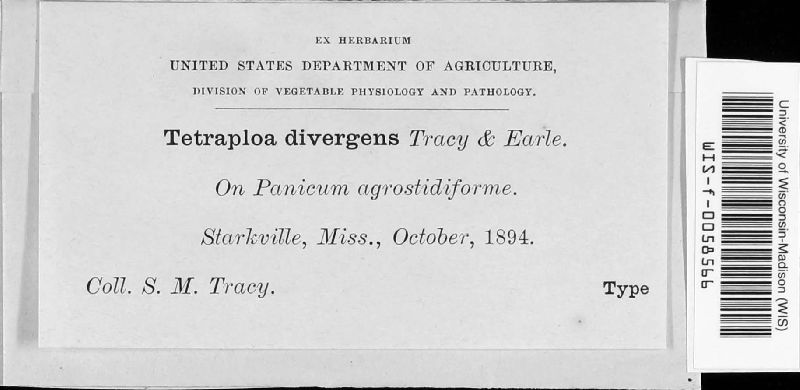 EX HERBARIUM
UNITED STATES DEPARTMENT OF AGRICULTURE,
DIVISION OF VEGETABLE PHYSIOLOGY AND PATHOLOGY.
Tetraploa divergens Tracy & Earle.
On Panicum agrostidiforme.
Starkville, Miss., October, 1894.
Coll. S. M. Tracy.
Type
University of Wisconsin-Madison (WIS)
WIS-f-0058566